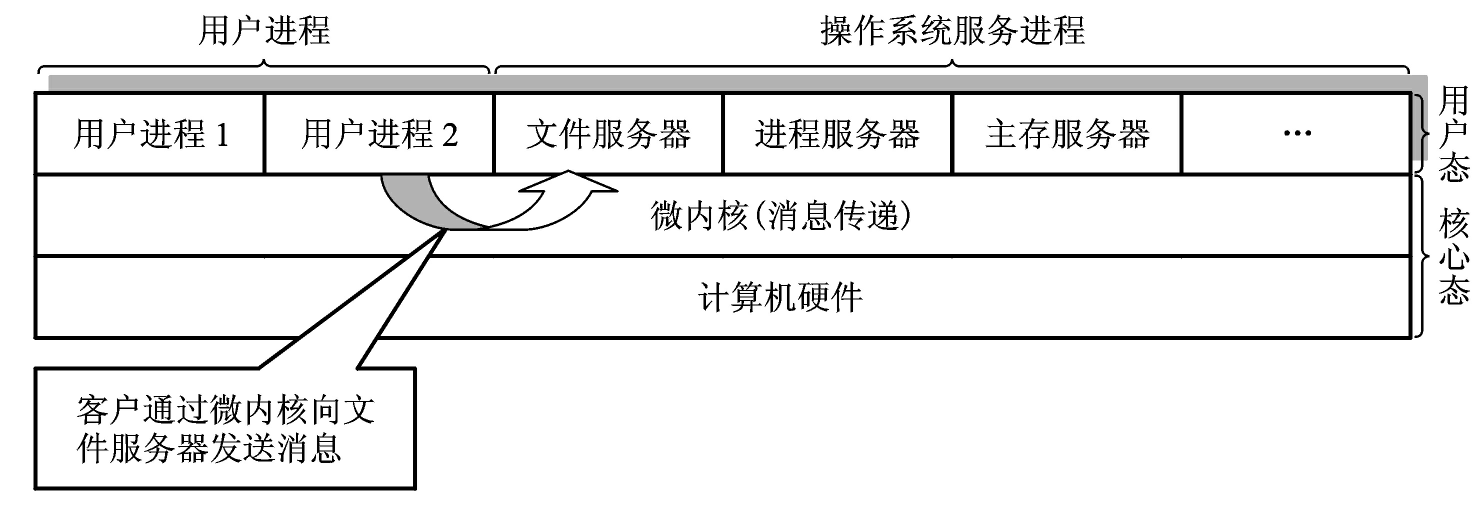 用户进程
操作系统服务进程
用户进程 1
用户进程 2
文件服务器
进程服务器
主存服务器
…
用户态
微内核(消息传递)
核心态
计算机硬件
客户通过微内核向文
件服务器发送消息